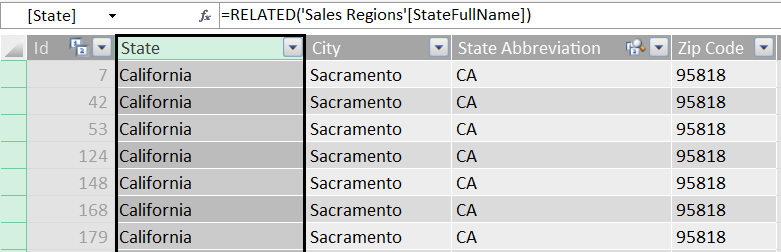 [State] fx =RELATED('Sales Regions'[StateFullName])
Id State City State Abbreviation Zip Code
7 California Sacramento CA 95818
42 California Sacramento CA 95818
53 California Sacramento CA 95818
124 California Sacramento CA 95818
148 California Sacramento CA 95818
168 California Sacramento CA 95818
179 California Sacramento CA 95818